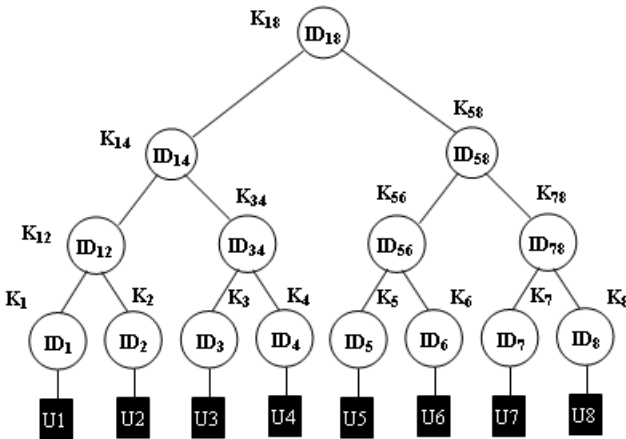 K18
ID18
K58
K14
ID14
ID58
K34
K56
K78
K12
ID12
ID34
ID56
ID78
K1
K2
K3
K4
K5
K6
K7
K8
ID1
ID2
ID3
ID4
ID5
ID6
ID7
ID8
U1
U2
U3
U4
U5
U6
U7
U8